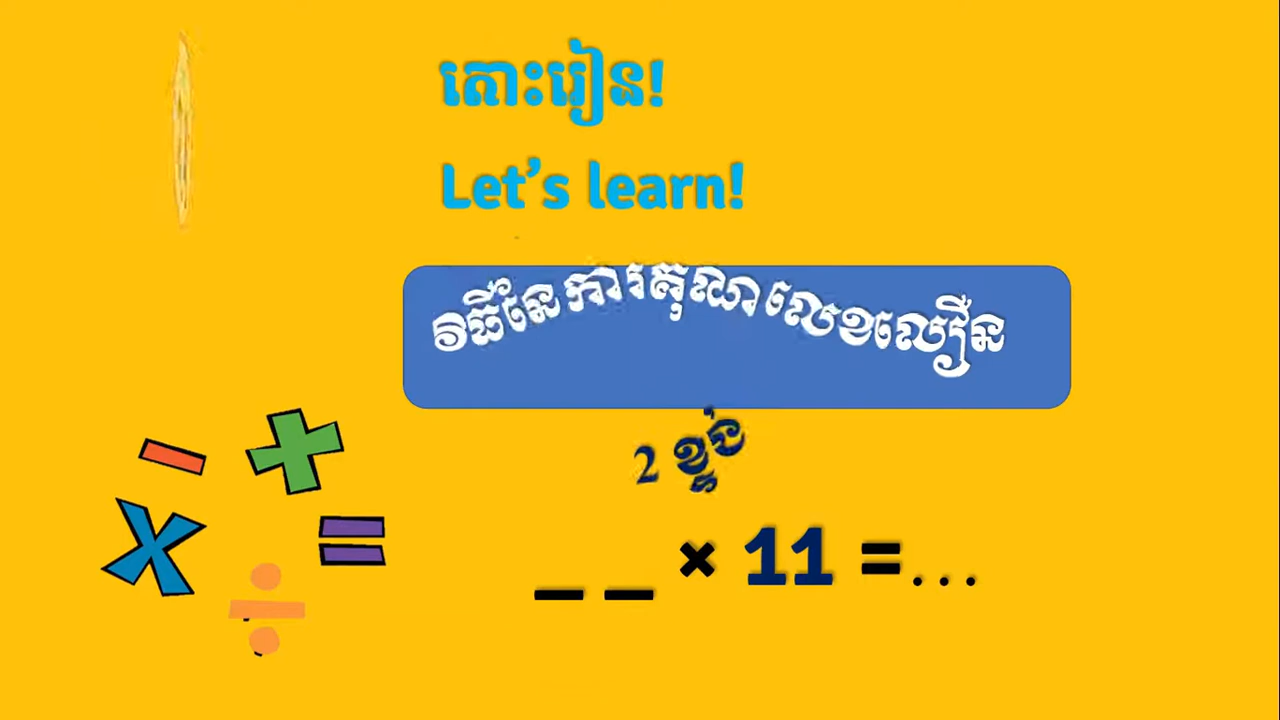 តោះរៀន!
Let's learn!
វិធីនៃការគុណលេខលឿន
2 ខ្ទង់
_ _ × 11 =...